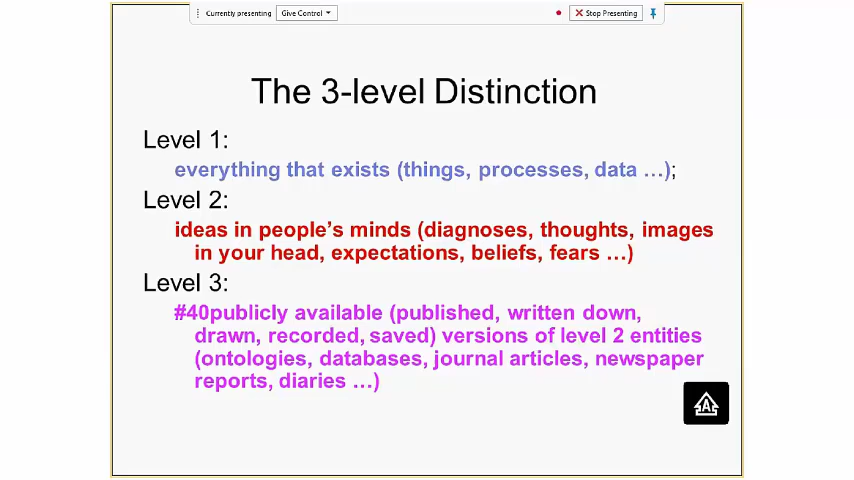 Currently presenting Give Control Stop Presenting
The 3-level Distinction
Level 1:
everything that exists (things, processes, data …);
Level 2:
ideas in people’s minds (diagnoses, thoughts, images
in your head, expectations, beliefs, fears …)
Level 3:
#40publicly available (published, written down,
drawn, recorded, saved) versions of level 2 entities
(ontologies, databases, journal articles, newspaper
reports, diaries …)
A